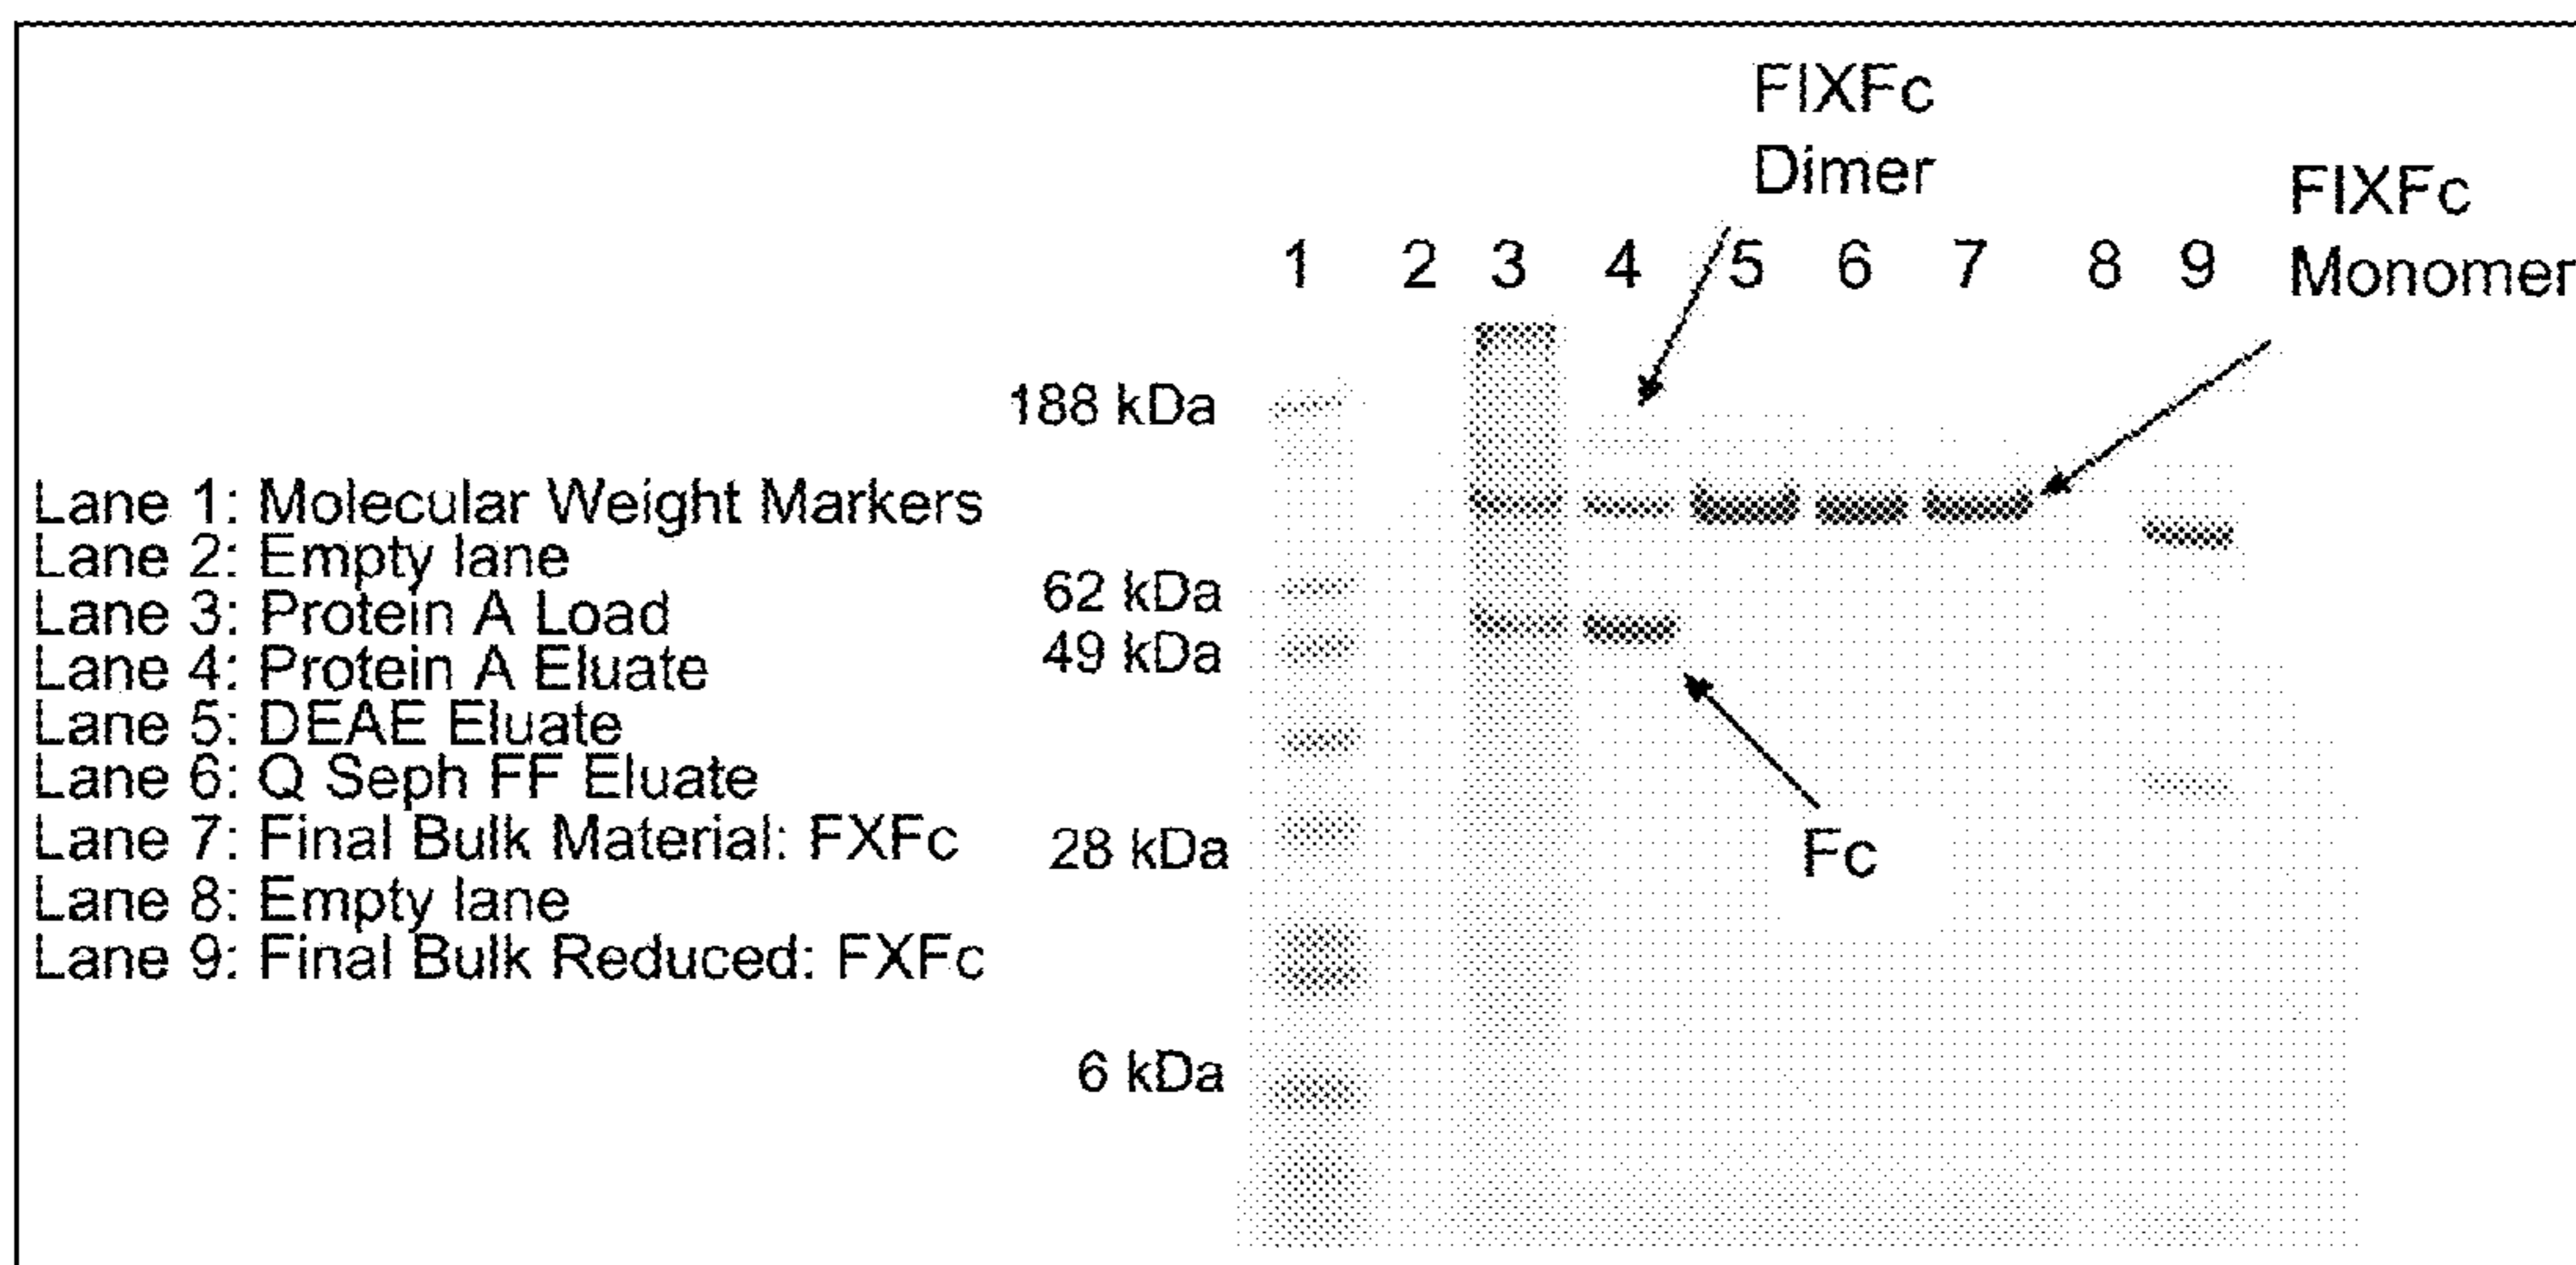 FIXFc
Dimer
FIXFc
Monomer
1 2 3 4 5 6 7 8 9
188 kDa
62 kDa
49 kDa
28 kDa
6 kDa
Fc
Lane 1: Molecular Weight Markers
Lane 2: Empty lane
Lane 3: Protein A Load
Lane 4: Protein A Eluate
Lane 5: DEAE Eluate
Lane 6: Q Seph FF Eluate
Lane 7: Final Bulk Material: FXFc
Lane 8: Empty lane
Lane 9: Final Bulk Reduced: FXFc